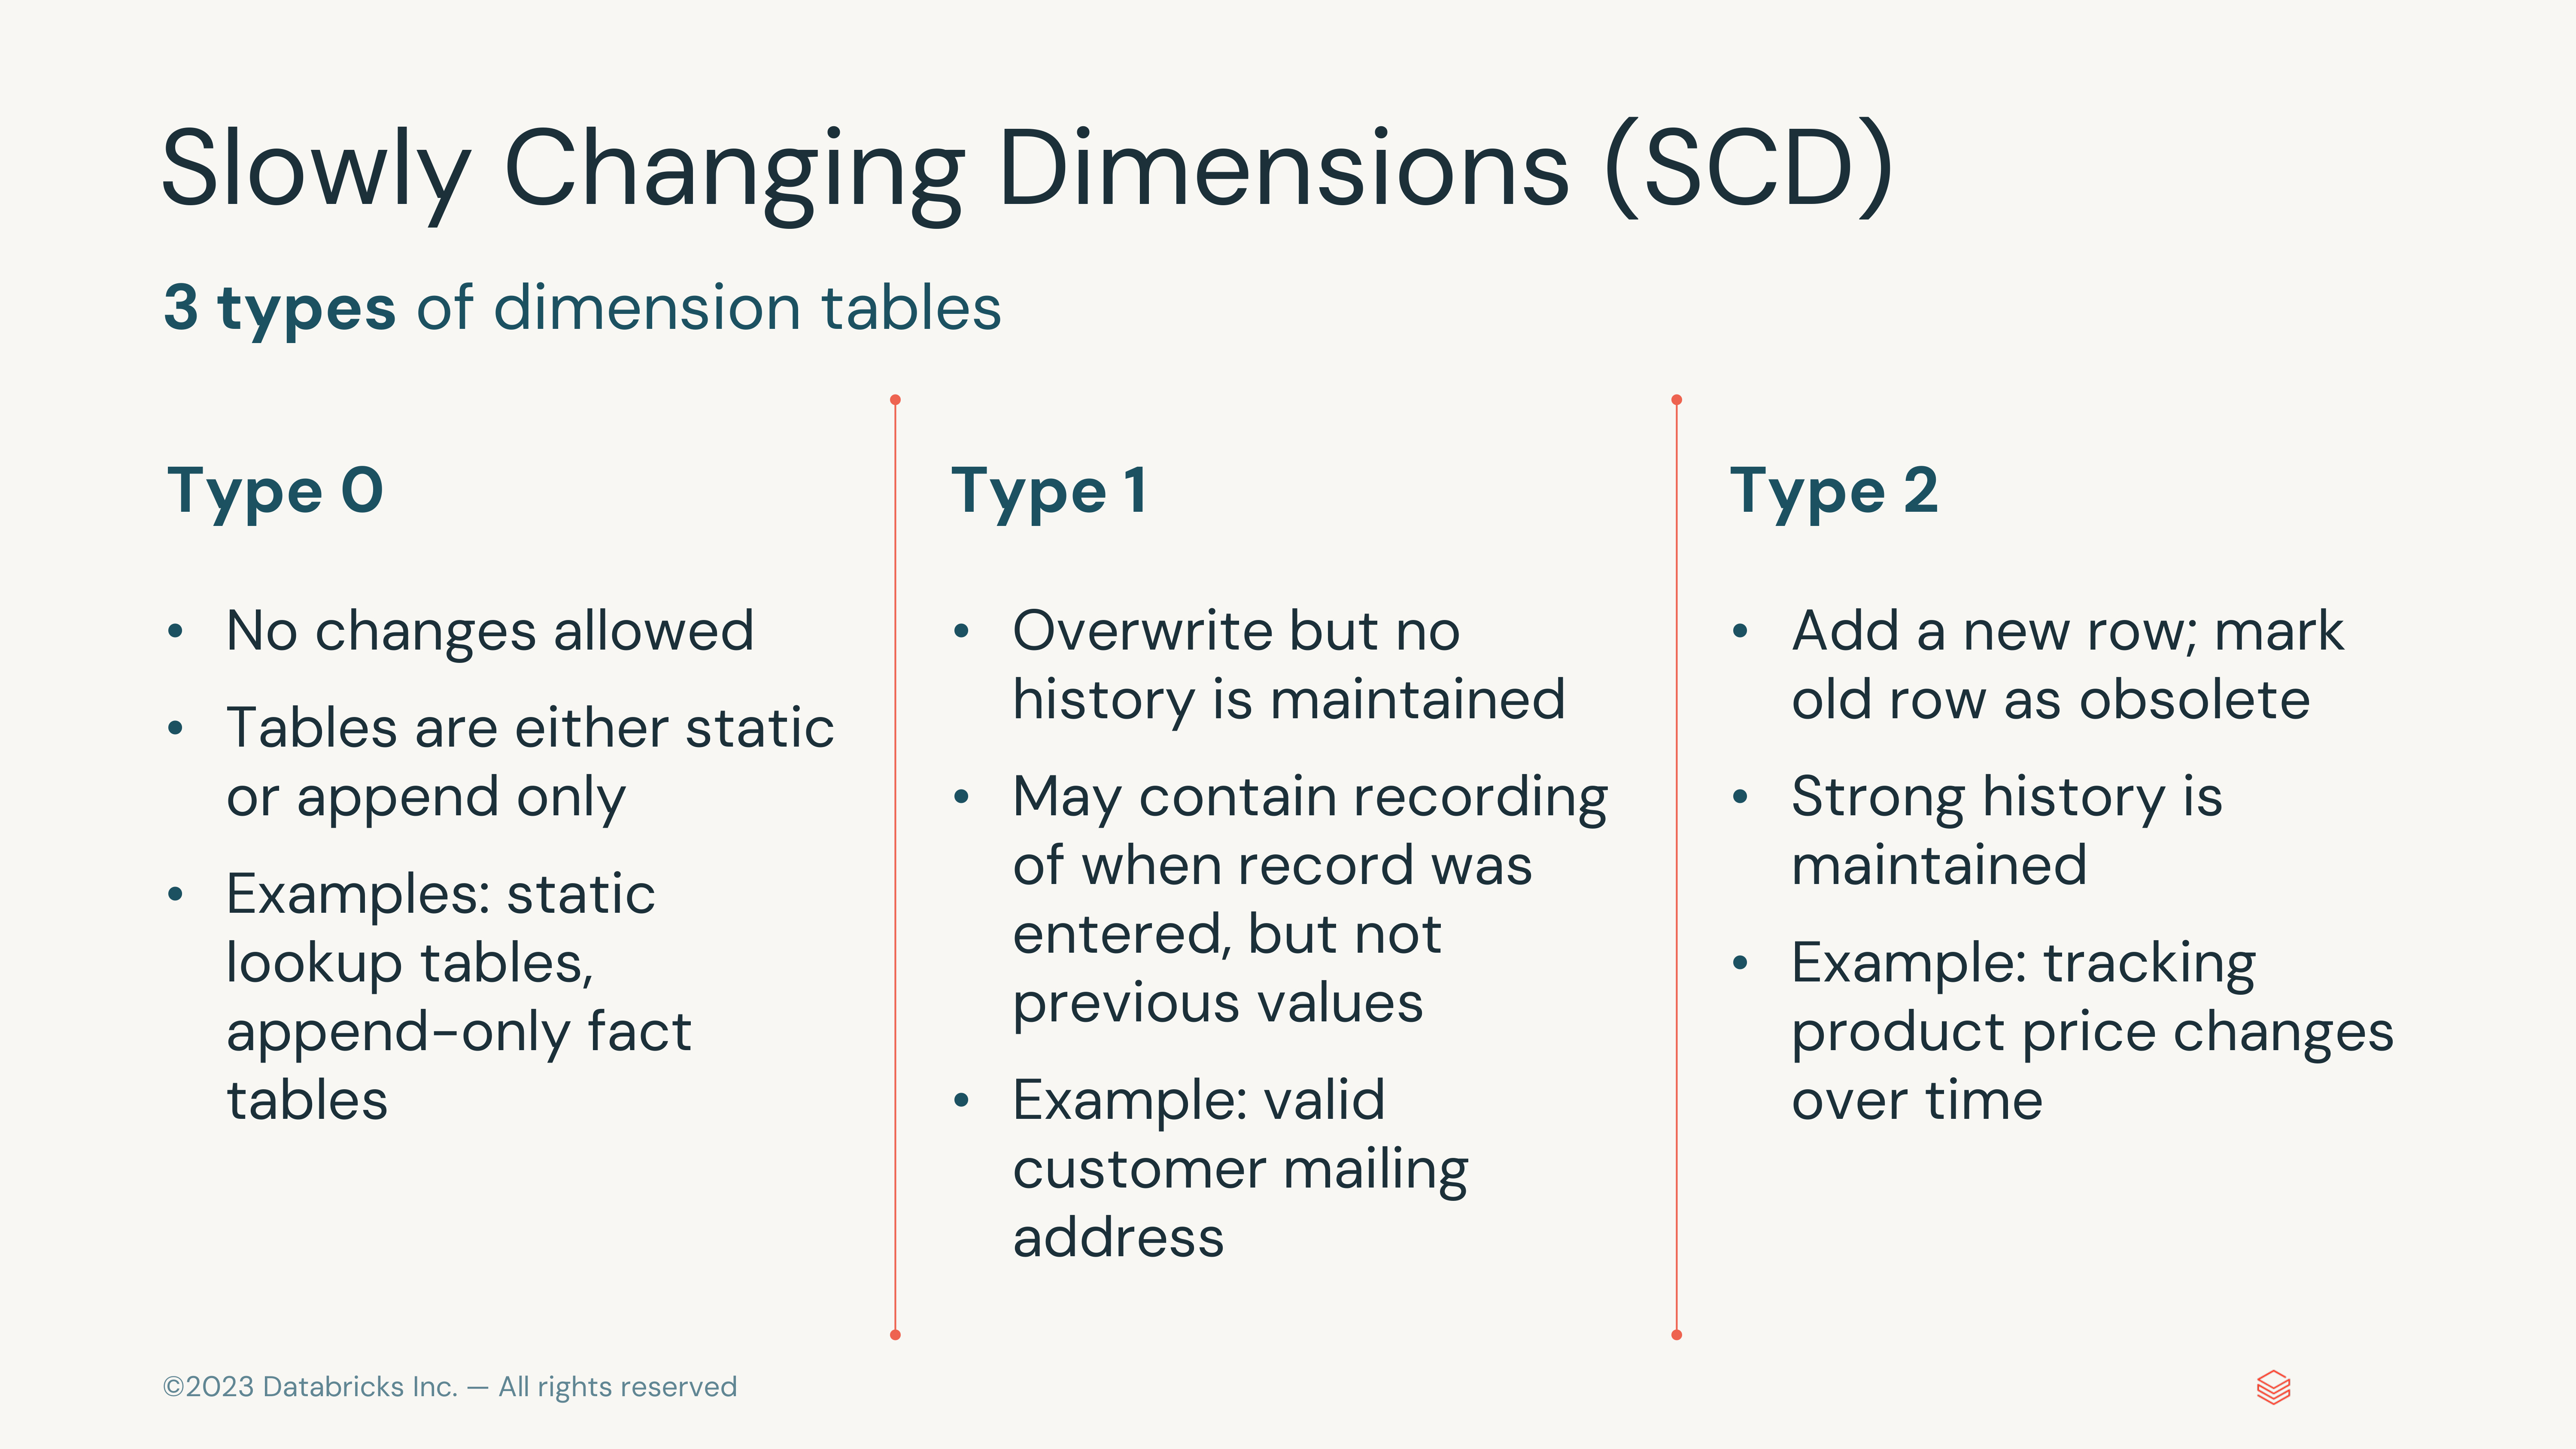 Slowly Changing Dimensions (SCD)
3 types of dimension tables
Type 0
• No changes allowed
• Tables are either static
or append only
• Examples: static
lookup tables,
append-only fact
tables
Type 1
• Overwrite but no
history is maintained
• May contain recording
of when record was
entered, but not
previous values
• Example: valid
customer mailing
address
Type 2
• Add a new row; mark
old row as obsolete
• Strong history is
maintained
• Example: tracking
product price changes
over time
©2023 Databricks Inc. — All rights reserved